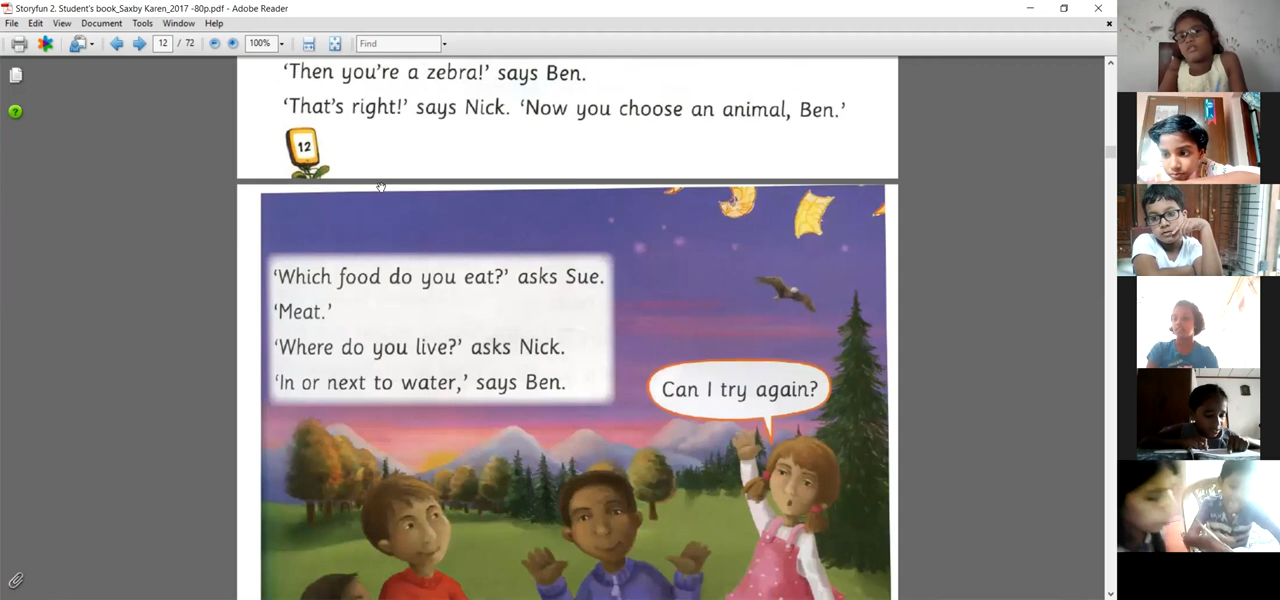 Storyfun 2. Student's book_Saxby Karen_2017 -80p.pdf - Adobe Reader
File Edit View Document Tools Window Help
12 / 72 100% Find
'Then you're a zebra!' says Ben.
'That's right!' says Nick. 'Now you choose an animal, Ben.'
12
'Which food do you eat?' asks Sue.
'Meat.'
'Where do you live?' asks Nick.
'In or next to water,' says Ben.
Can I try again?